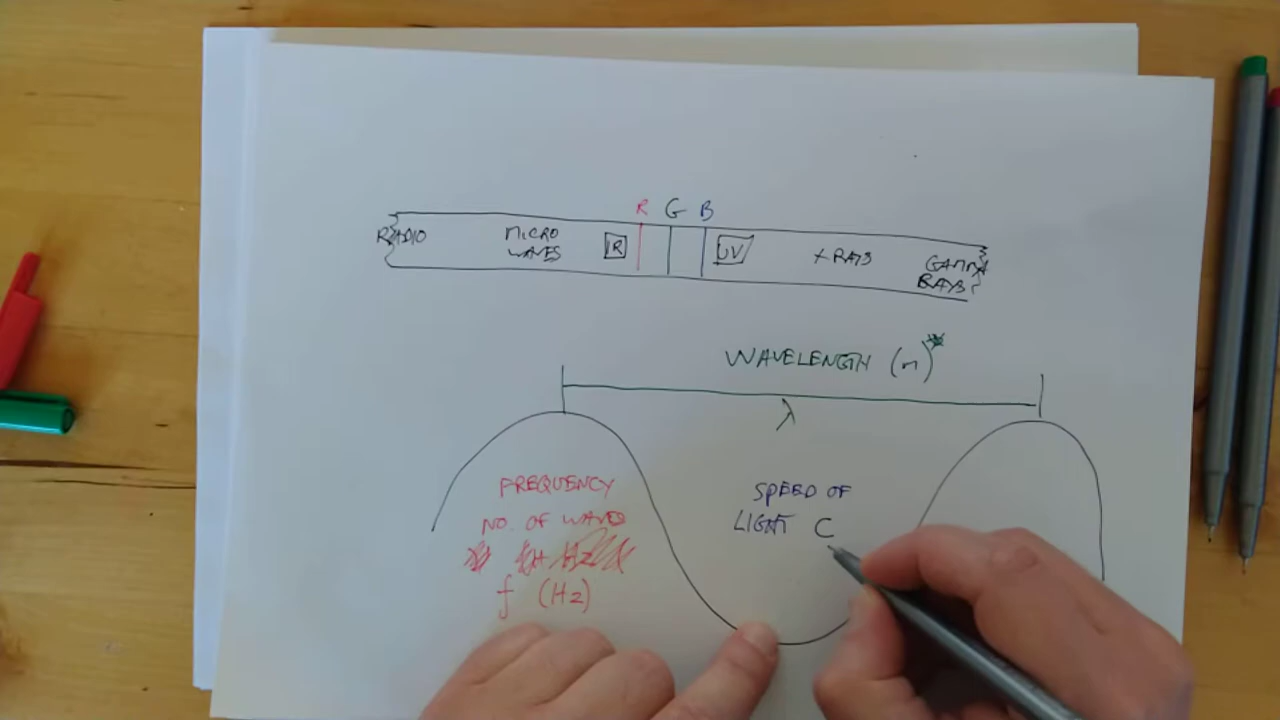 R G B
RADIO MICRO WAVES IR UV X RAYS GAMMA RAYS
WAVELENGTH (m)*
λ
FREQUENCY
NO. OF WAVES
f (Hz)
SPEED OF
LIGHT C